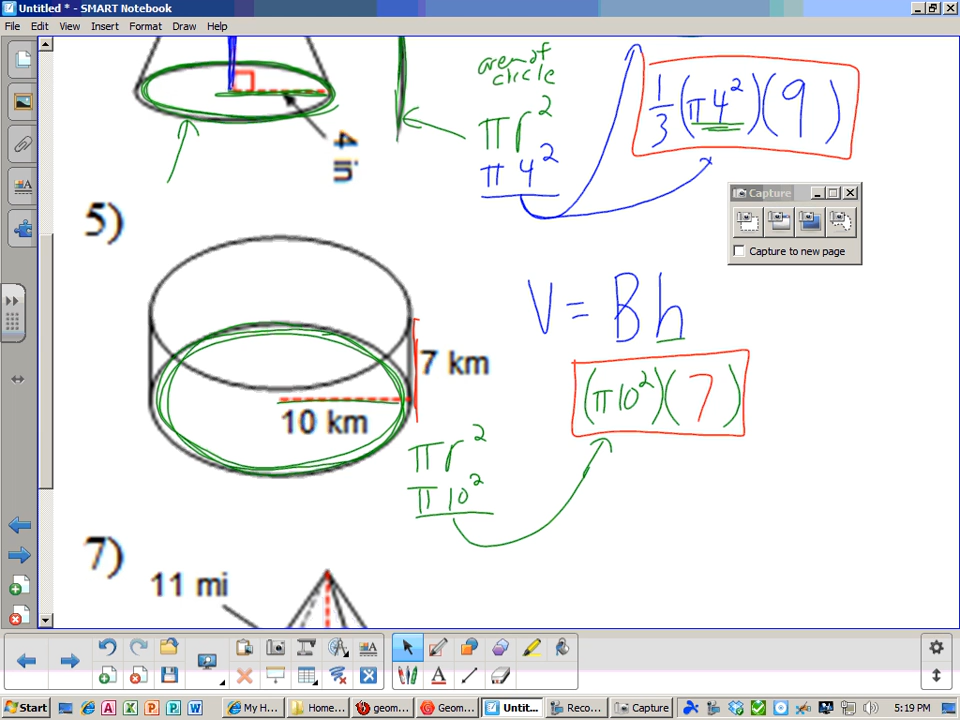 Untitled * - SMART Notebook
File Edit View Insert Format Draw Help
area of
circle
πr²
π4²
1/3 (π4²)(9)
4 in
Capture
Capture to new page
5)
V = Bh
7 km
10 km
(π10²)(7)
πr²
π10²
7)
11 mi
Start
My H...
Home...
geom...
Geom...
Untit...
Reco...
Capture
5:19 PM